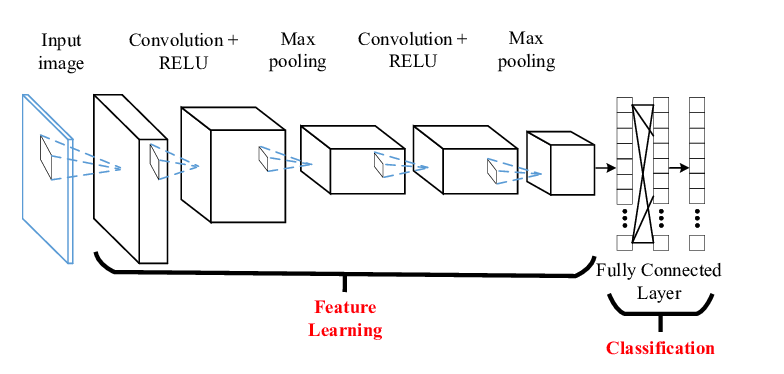 Input
image
Convolution +
RELU
Max
pooling
Convolution +
RELU
Max
pooling
Fully Connected
Layer
Feature
Learning
Classification